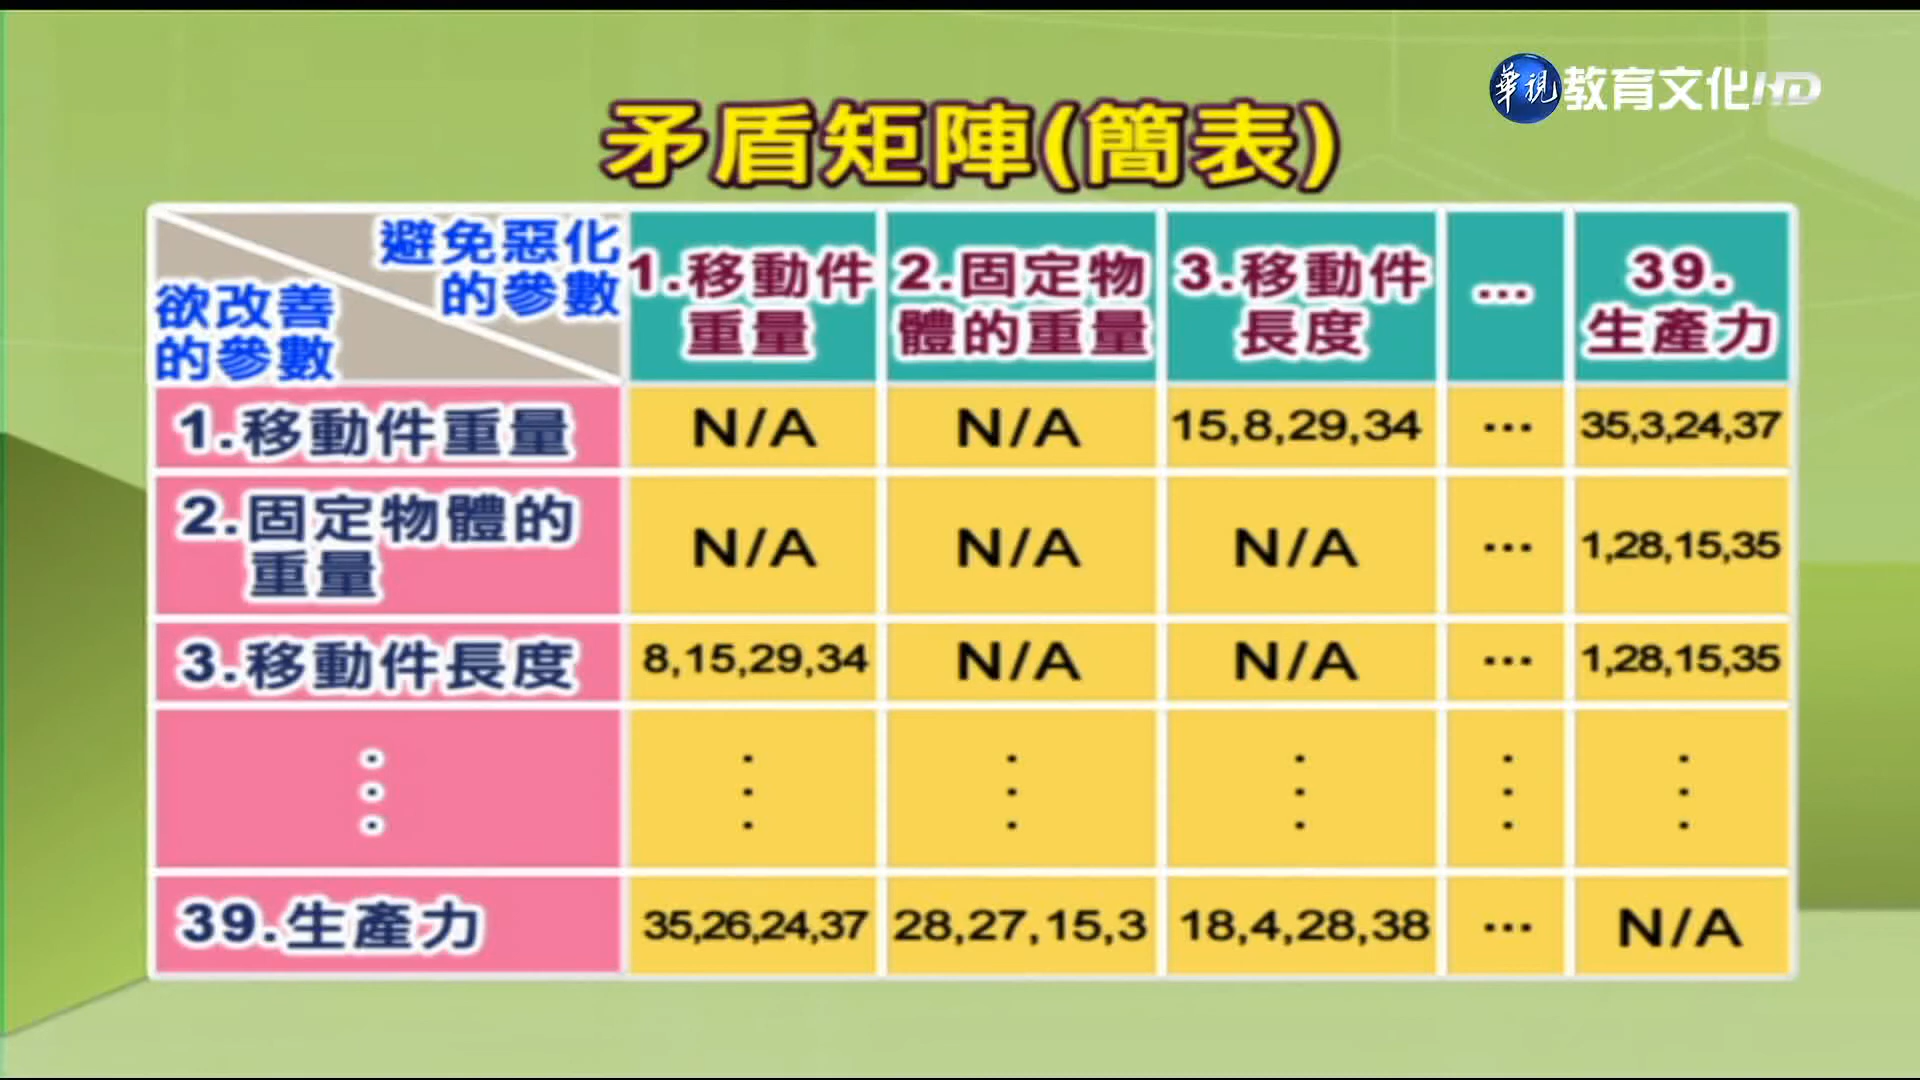 華視 教育文化HD
矛盾矩陣(簡表)
避免惡化
的參數
欲改善
的參數
1.移動件
重量
2.固定物
體的重量
3.移動件
長度
...
39.
生產力
1.移動件重量 N/A N/A 15,8,29,34 ... 35,3,24,37
2.固定物體的
重量 N/A N/A N/A ... 1,28,15,35
3.移動件長度 8,15,29,34 N/A N/A ... 1,28,15,35
39.生產力 35,26,24,37 28,27,15,3 18,4,28,38 ... N/A